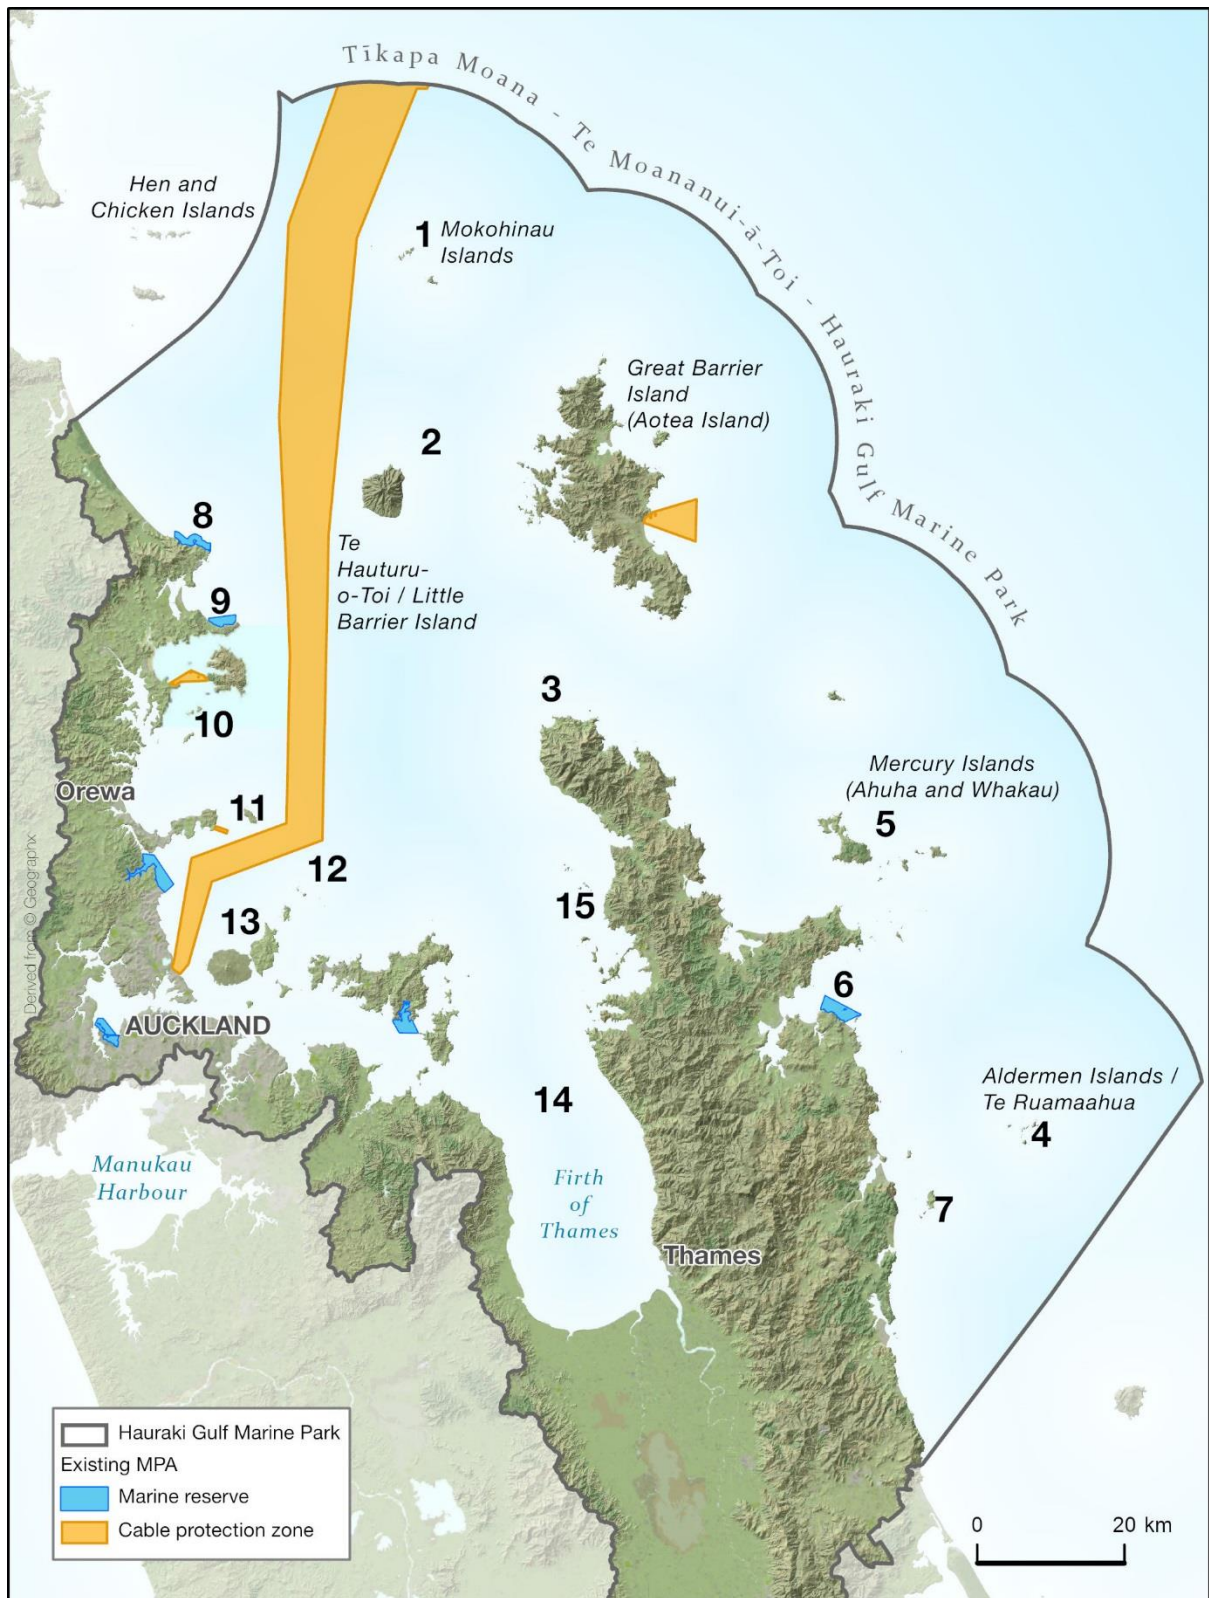 Tīkapa Moana - Te Moananui-ā-Toi - Hauraki Gulf Marine Park
Hen and
Chicken Islands
1
Mokohinau
Islands
Great Barrier
Island
(Aotea Island)
2
8
Te
Hauturu-
o-Toi / Little
Barrier Island
9
3
10
Mercury Islands
(Ahuha and Whakau)
Orewa
11
5
12
15
13
Derived from © Geographx
6
AUCKLAND
Aldermen Islands /
Te Ruamaahua
14
4
Manukau
Harbour
Firth
of
Thames
7
Thames
Hauraki Gulf Marine Park
Existing MPA
Marine reserve
Cable protection zone
0 20 km